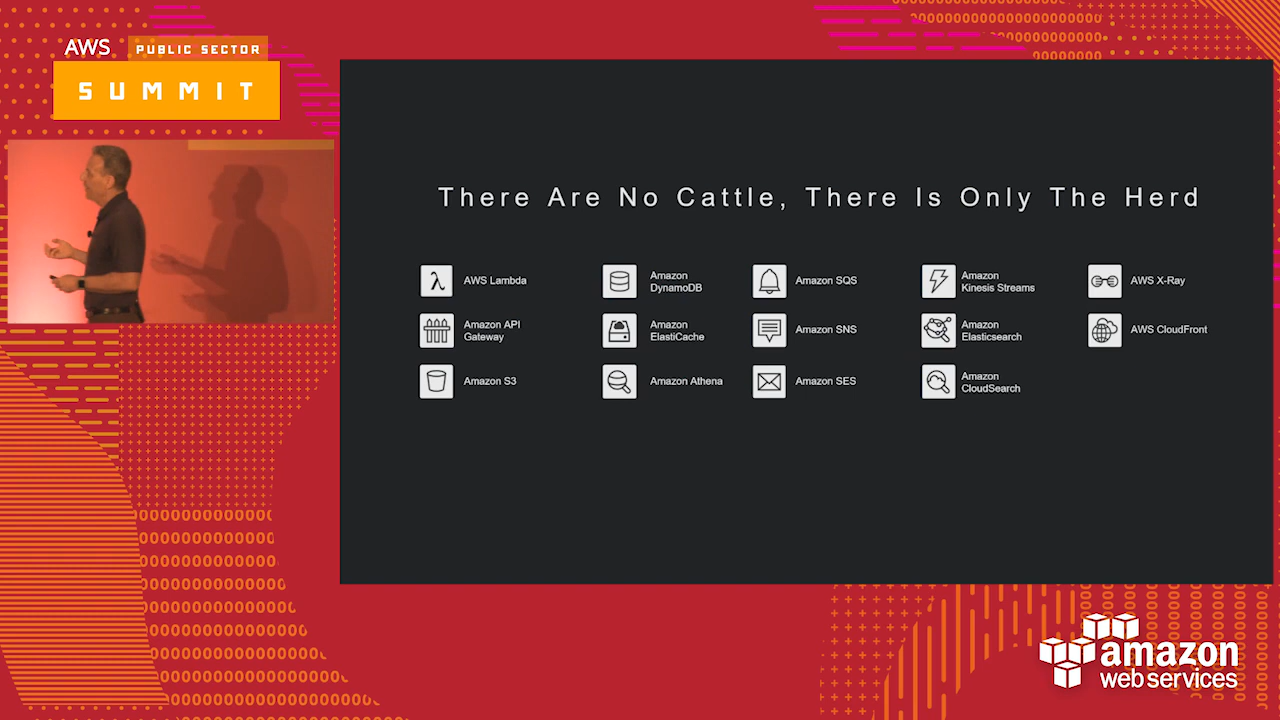 AWS PUBLIC SECTOR
SUMMIT
There Are No Cattle, There Is Only The Herd
AWS Lambda
Amazon
DynamoDB
Amazon SQS
Amazon
Kinesis Streams
AWS X-Ray
Amazon API
Gateway
Amazon
ElastiCache
Amazon SNS
Amazon
Elasticsearch
AWS CloudFront
Amazon S3
Amazon Athena
Amazon SES
Amazon
CloudSearch
amazon
web services